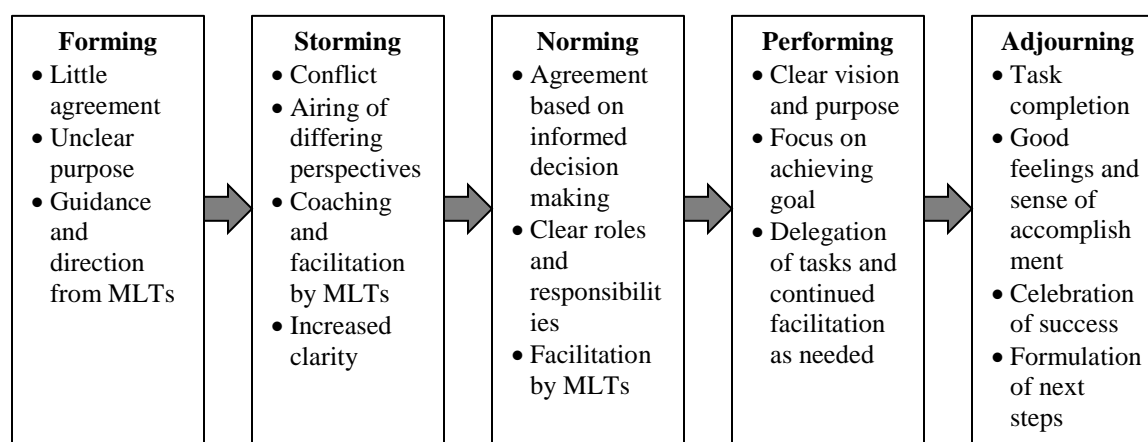 Forming
• Little
agreement
• Unclear
purpose
• Guidance
and
direction
from MLTs
Storming
• Conflict
• Airing of
differing
perspectives
• Coaching
and
facilitation
by MLTs
• Increased
clarity
Norming
• Agreement
based on
informed
decision
making
• Clear roles
and
responsibilit
ies
• Facilitation
by MLTs
Performing
• Clear vision
and purpose
• Focus on
achieving
goal
• Delegation
of tasks and
continued
facilitation
as needed
Adjourning
• Task
completion
• Good
feelings and
sense of
accomplish
ment
• Celebration
of success
• Formulation
of next
steps